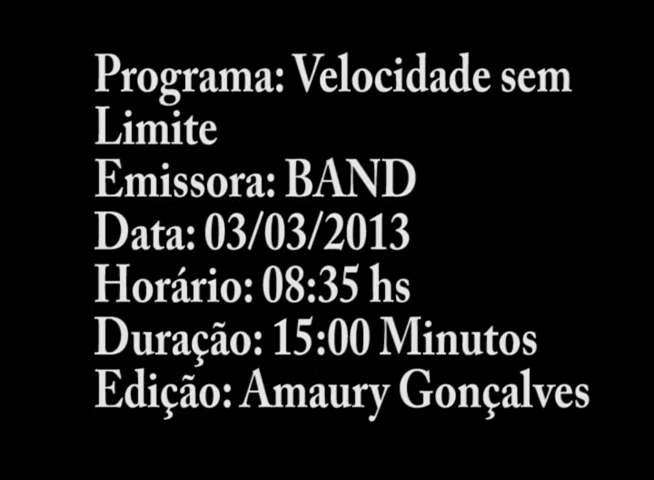 Programa: Velocidade sem
Limite
Emissora: BAND
Data: 03/03/2013
Horário: 08:35 hs
Duração: 15:00 Minutos
Edição: Amaury Gonçalves